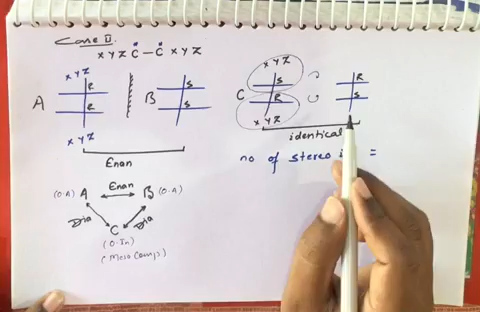 Case II.
x y z C – C x y z
x y z
R
R
x y z
A
B
S
S
Enan
x y z
S
R
x y z
C
R
S
identical
no of stereo i =
(O.A) A Enan B (O.A)
Dia Dia
C
(O.In)
(Meso Comp)